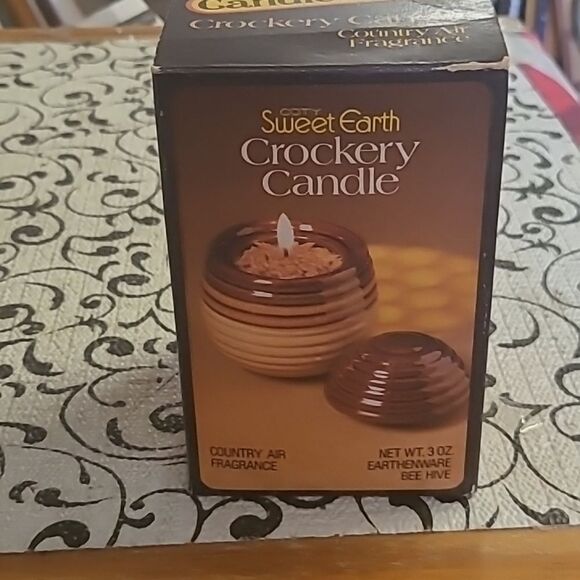 Candle
Crockery Candle
Country Air
Fragrance
COTY
Sweet Earth
Crockery
Candle
COUNTRY AIR
FRAGRANCE
NET WT. 3 OZ.
EARTHENWARE
BEE HIVE